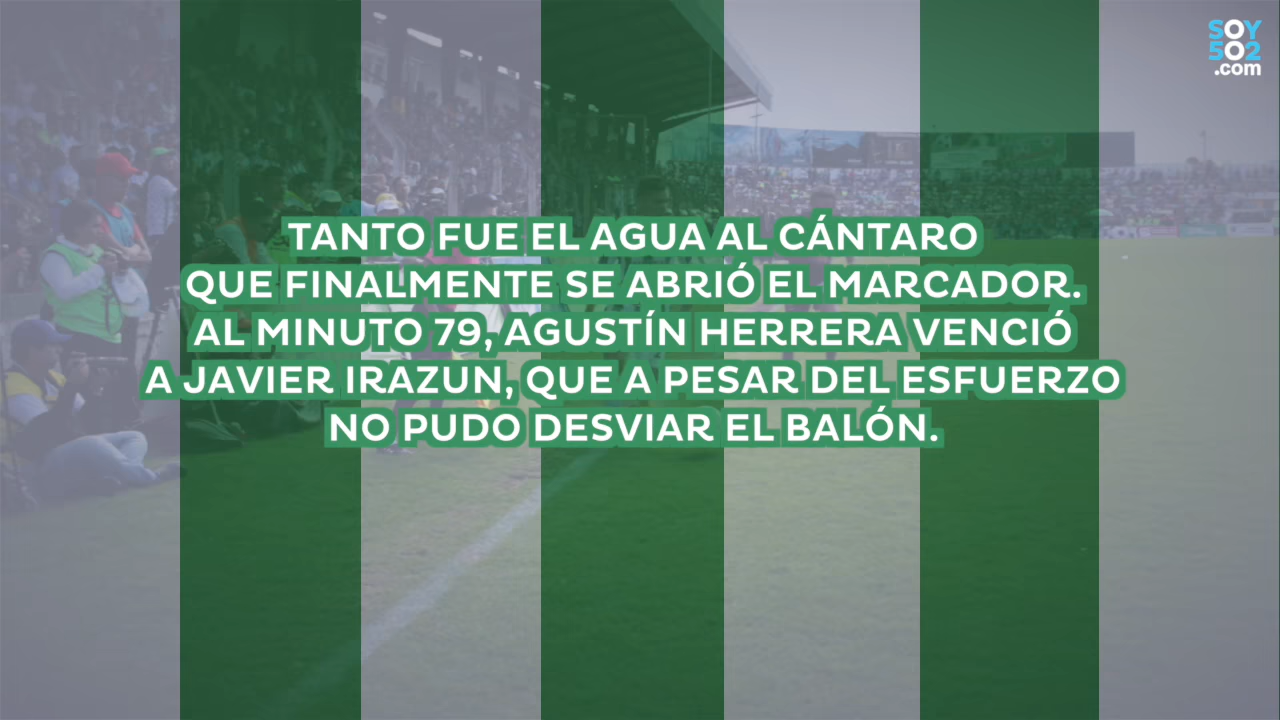 SOY
502
.com
TANTO FUE EL AGUA AL CÁNTARO
QUE FINALMENTE SE ABRIÓ EL MARCADOR.
AL MINUTO 79, AGUSTÍN HERRERA VENCIÓ
A JAVIER IRAZUN, QUE A PESAR DEL ESFUERZO
NO PUDO DESVIAR EL BALÓN.